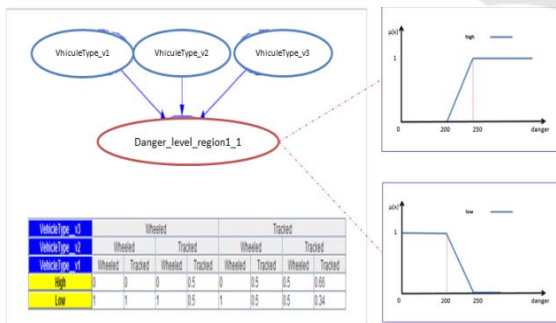 VhiculeType_v1
VhiculeType_v2
VhiculeType_v3
Danger_level_region1_1
VehicleType_v3 Wheeled Tracked
VehicleType_v2 Wheeled Tracked Wheeled Tracked
VehicleType_v1 Wheeled Tracked Wheeled Tracked Wheeled Tracked Wheeled Tracked
High 0 0 0 0.5 0 0.5 0.5 0.66
Low 1 1 1 0.5 1 0.5 0.5 0.34
μ(x)
high
1
0 200 250 danger
μ(x)
low
1
0 200 250 danger